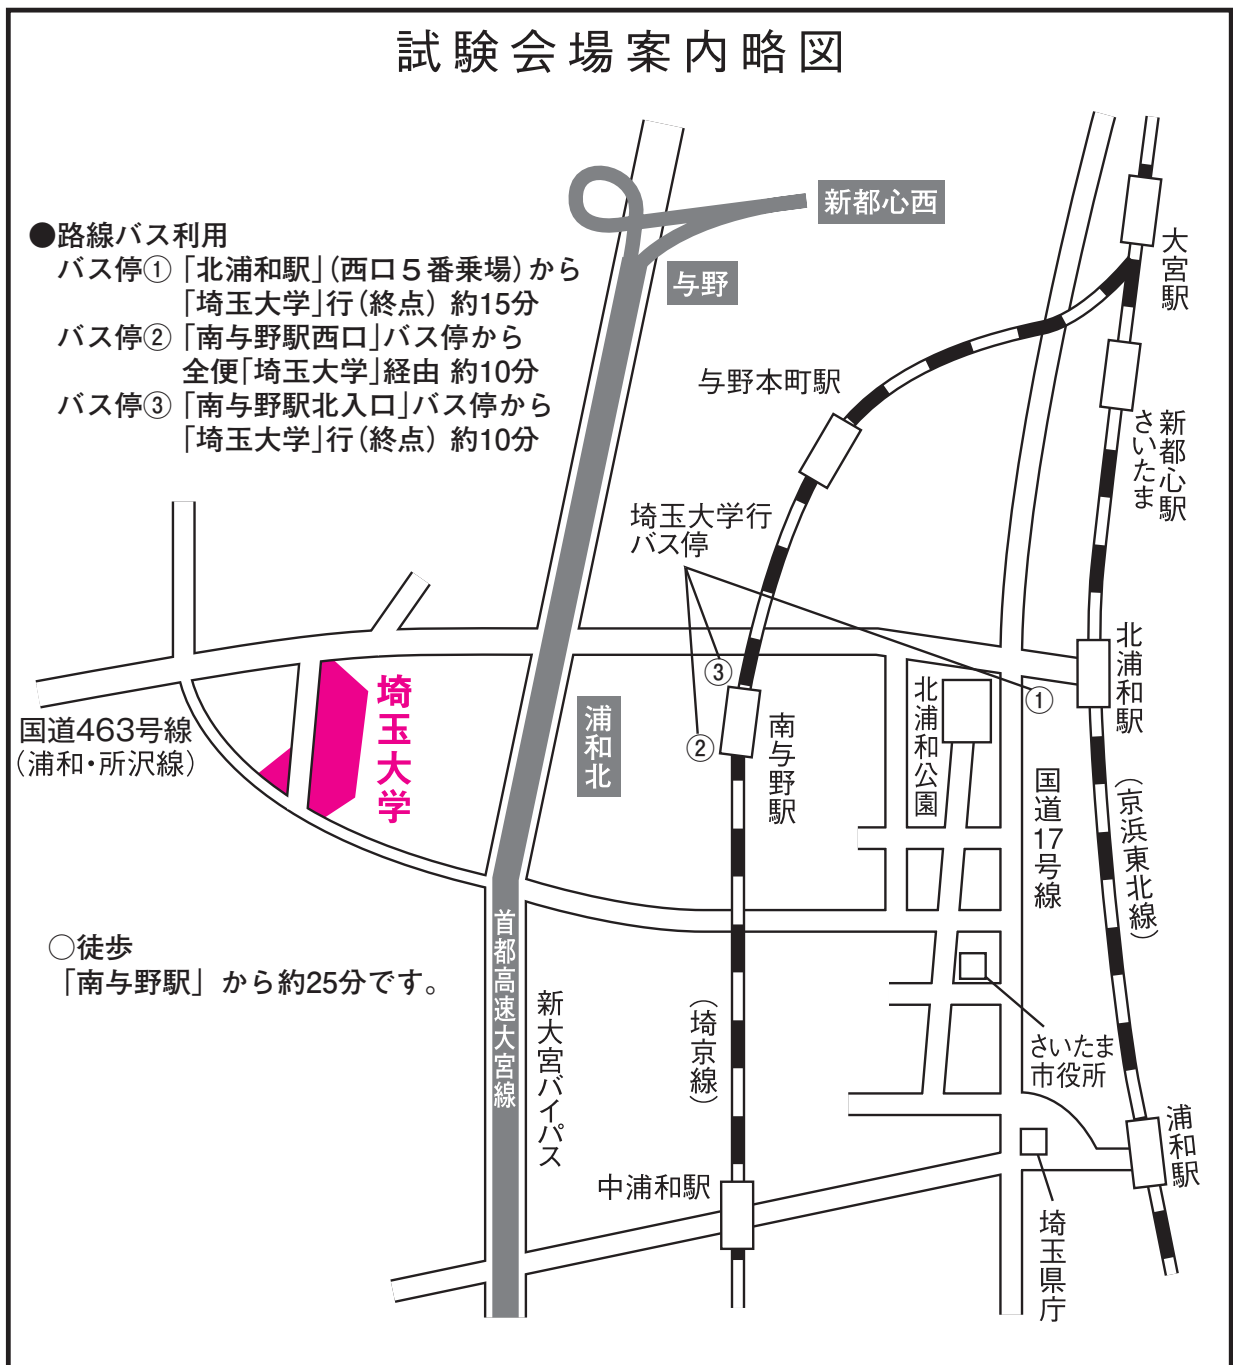 試験会場案内略図
新都心西
与野
●路線バス利用
バス停①「北浦和駅」(西口５番乗場)から
「埼玉大学」行(終点) 約15分
バス停②「南与野駅西口」バス停から
全便「埼玉大学」経由 約10分
バス停③「南与野駅北入口」バス停から
「埼玉大学」行(終点) 約10分
大宮駅
与野本町駅
さいたま
新都心駅
埼玉大学行
バス停
北浦和駅
③
①
②
埼玉大学
国道463号線
(浦和・所沢線)
浦和北
南与野駅
北浦和公園
国道17号線
(京浜東北線)
首都高速大宮線
新大宮バイパス
○徒歩
「南与野駅」から約25分です。
(埼京線)
さいたま
市役所
浦和駅
中浦和駅
埼玉県庁